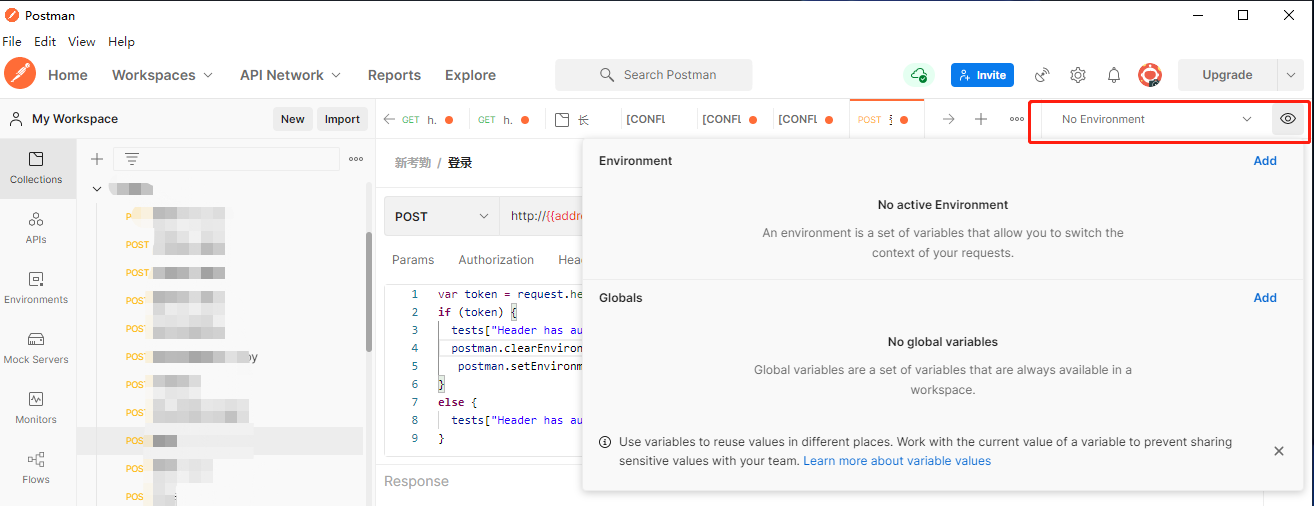 Postman
File Edit View Help
Home Workspaces API Network Reports Explore Search Postman Invite Upgrade
My Workspace New Import GET h. GET h. 长 [CONFL [CONFL [CONFL POST No Environment
Collections
APIs
Environments
Mock Servers
Monitors
Flows
POST
POST
POST
POST
POST
POST
POST
POST
POST
POST
新考勤 / 登录
POST http://{{addre
Params Authorization Hea
1 var token = request.he
2 if (token) {
3 tests["Header has au
4 postman.clearEnviron
5 postman.setEnvironm
6 }
7 else {
8 tests["Header has au
9 }
Response
Environment Add
No active Environment
An environment is a set of variables that allow you to switch the
context of your requests.
Globals Add
No global variables
Global variables are a set of variables that are always available in a
workspace.
Use variables to reuse values in different places. Work with the current value of a variable to prevent sharing
sensitive values with your team. Learn more about variable values